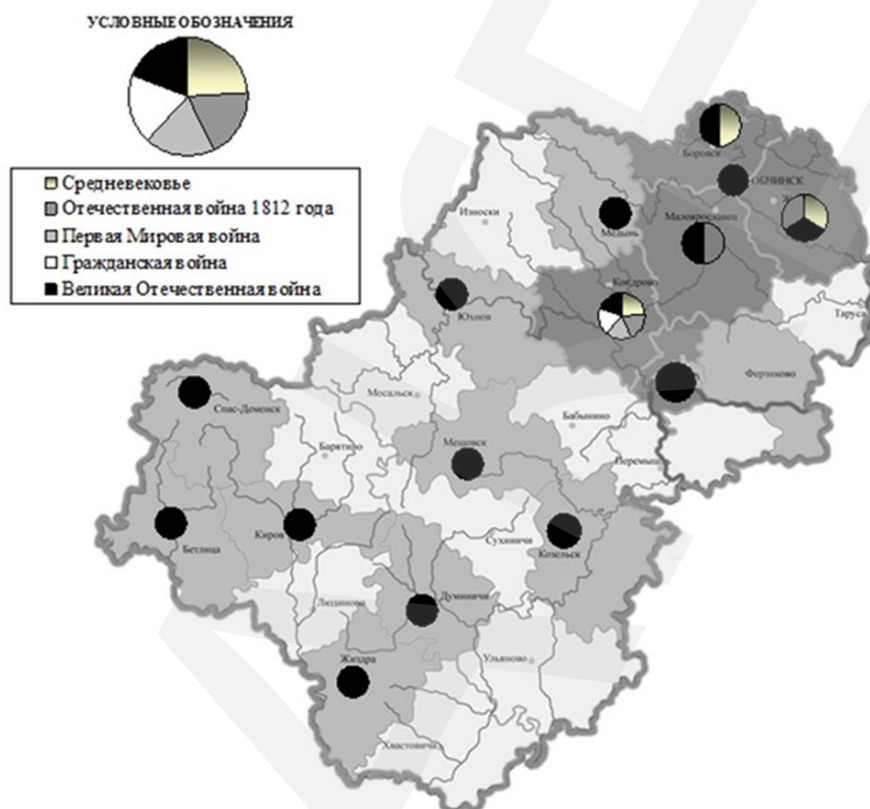 УСЛОВНЫЕ ОБОЗНАЧЕНИЯ
Средневековье
Отечественная война 1812 года
Первая Мировая война
Гражданская война
Великая Отечественная война
Боровск
ОБНИНСК
Износки
Медынь
Малоярославец
Кондрово
Юхнов
Таруса
Ферзиково
Мосальск
Спас-Деменск
Бабынино
Барятино
Мещовск
Перемышль
Бетлица
Киров
Сухиничи
Козельск
Людиново
Думиничи
Жиздра
Ульяново
Хвастовичи